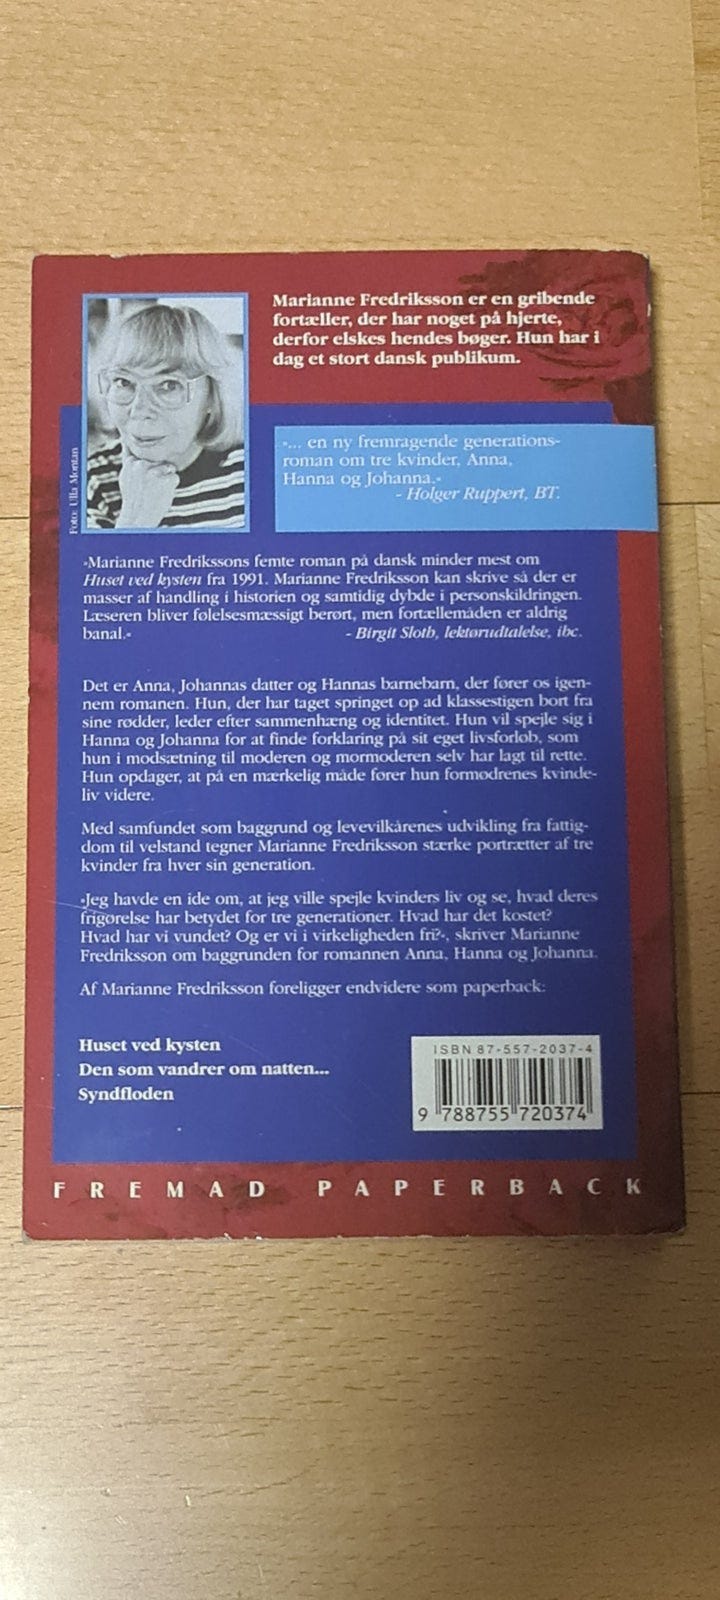 Marianne Fredriksson er en gribende
fortæller, der har noget på hjerte,
derfor elskes hendes bøger. Hun har i
dag et stort dansk publikum.
Foto: Ulla Montan
»... en ny fremragende generations-
roman om tre kvinder, Anna,
Hanna og Johanna.«
- Holger Ruppert, BT.
»Marianne Fredrikssons femte roman på dansk minder mest om
Huset ved kysten fra 1991. Marianne Fredriksson kan skrive så der er
masser af handling i historien og samtidig dybde i personskildringen.
Læseren bliver følelsesmæssigt berørt, men fortællemåden er aldrig
banal.« - Birgit Sloth, lektørudtalelse, ibc.
Det er Anna, Johannas datter og Hannas barnebarn, der fører os igen-
nem romanen. Hun, der har taget springet op ad klassestigen bort fra
sine rødder, leder efter sammenhæng og identitet. Hun vil spejle sig i
Hanna og Johanna for at finde forklaring på sit eget livsforløb, som
hun i modsætning til moderen og mormoderen selv har lagt til rette.
Hun opdager, at på en mærkelig måde fører hun formødrenes kvinde-
liv videre.
Med samfundet som baggrund og levevilkårenes udvikling fra fattig-
dom til velstand tegner Marianne Fredriksson stærke portrætter af tre
kvinder fra hver sin generation.
»Jeg havde en ide om, at jeg ville spejle kvinders liv og se, hvad deres
frigørelse har betydet for tre generationer. Hvad har det kostet?
Hvad har vi vundet? Og er vi i virkeligheden fri?«, skriver Marianne
Fredriksson om baggrunden for romannen Anna, Hanna og Johanna.
Af Marianne Fredriksson foreligger endvidere som paperback:
Huset ved kysten
Den som vandrer om natten...
Syndfloden
ISBN 87-557-2037-4
9 788755 720374
FREMAD PAPERBACK